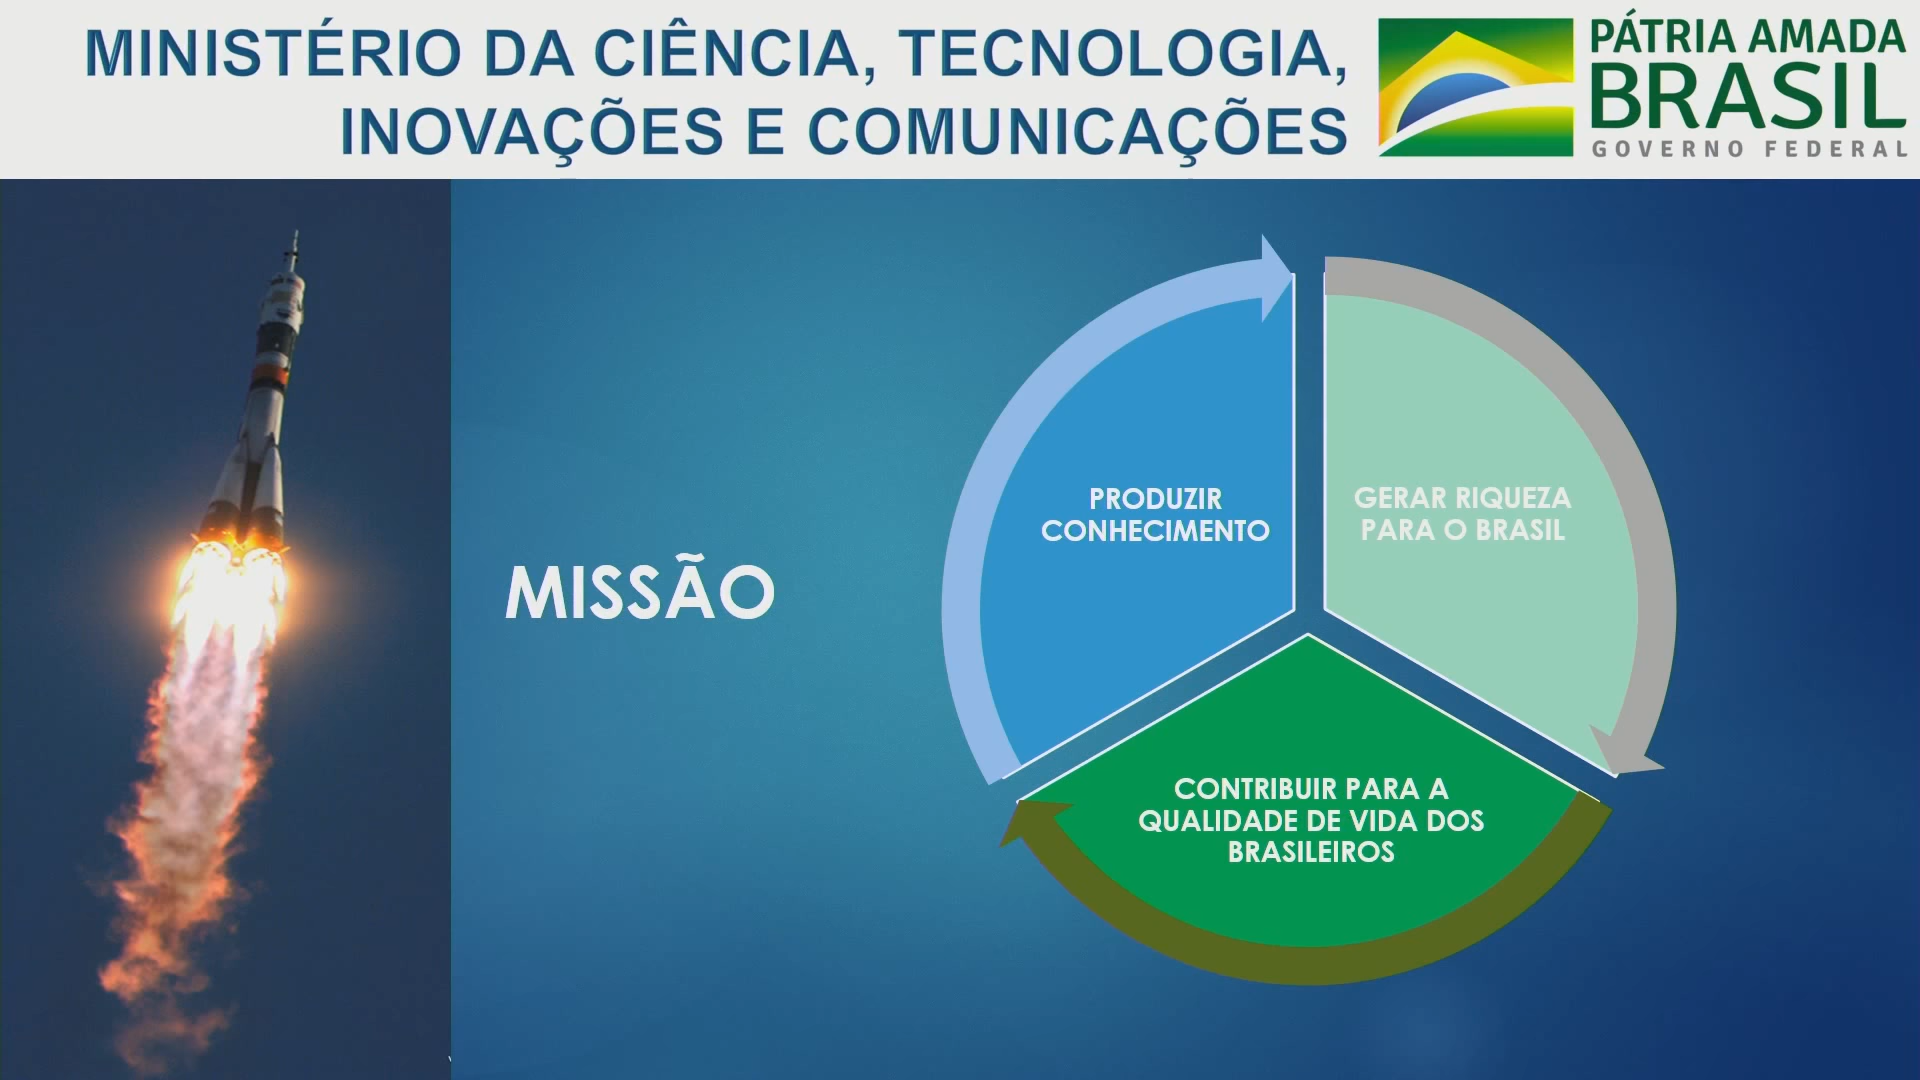 MINISTÉRIO DA CIÊNCIA, TECNOLOGIA,
INOVAÇÕES E COMUNICAÇÕES
PÁTRIA AMADA
BRASIL
GOVERNO FEDERAL
MISSÃO
PRODUZIR
CONHECIMENTO
GERAR RIQUEZA
PARA O BRASIL
CONTRIBUIR PARA A
QUALIDADE DE VIDA DOS
BRASILEIROS